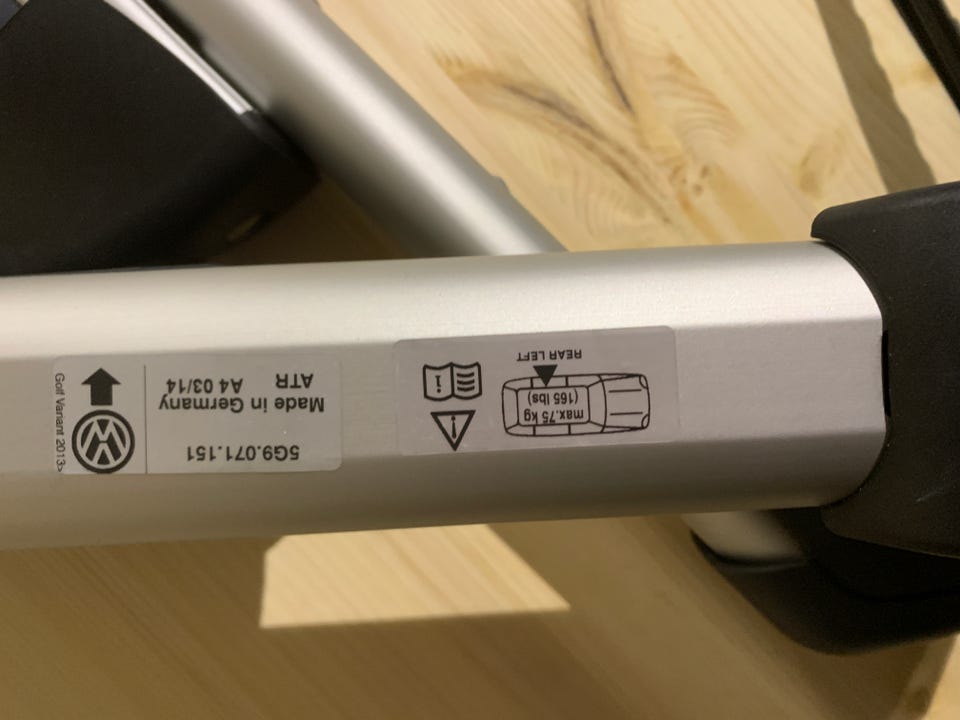 REAR LEFT
max.75 kg
(165 lbs)
5G9.071.151
Made in Germany
ATR A4 03/14
Golf Variant 2013>